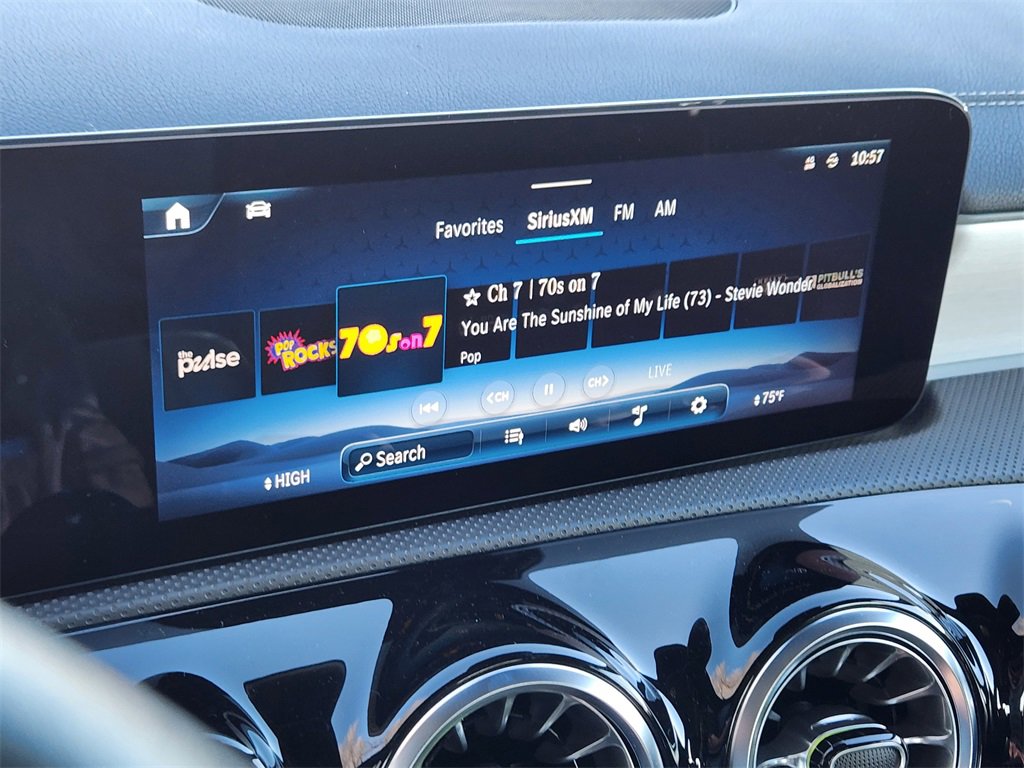 10:57
Favorites SiriusXM FM AM
☆ Ch 7 | 70s on 7
You Are The Sunshine of My Life (73) - Stevie Wonder
Pop
the pulse
POP ROCKS
70s on 7
PITBULL'S
GLOBALIZATION
<CH
CH>
LIVE
HIGH
Search
75°F